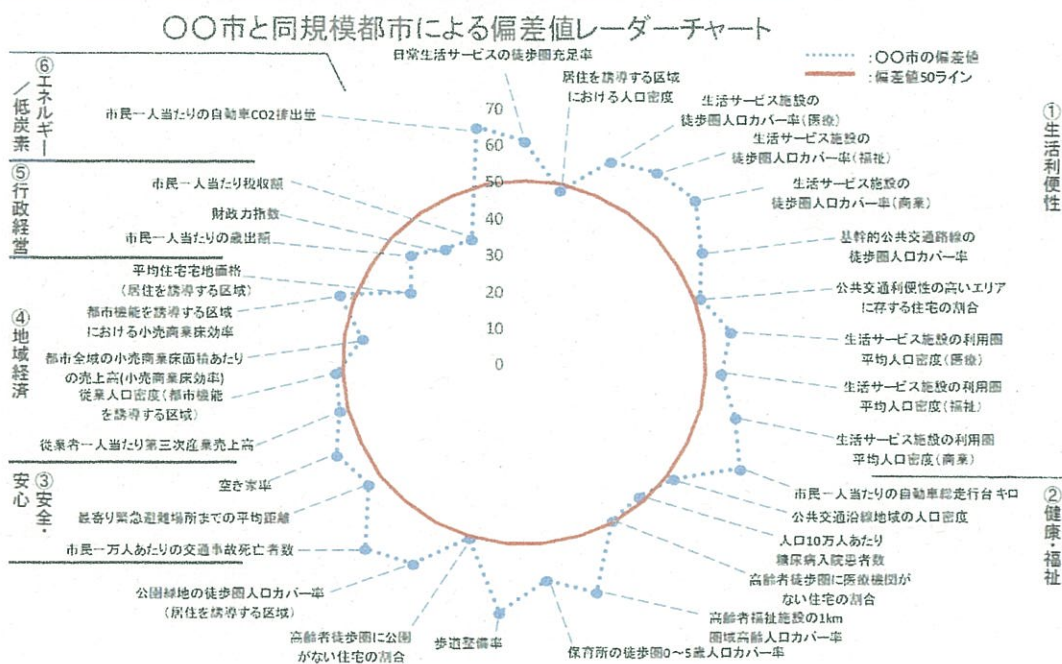 〇〇市と同規模都市による偏差値レーダーチャート
：〇〇市の偏差値
：偏差値50ライン
日常生活サービスの徒歩圏充足率
居住を誘導する区域
における人口密度
生活サービス施設の
徒歩圏人口カバー率(医療)
生活サービス施設の
徒歩圏人口カバー率(福祉)
生活サービス施設の
徒歩圏人口カバー率(商業)
基幹的公共交通路線の
徒歩圏人口カバー率
公共交通利便性の高いエリア
に存する住宅の割合
生活サービス施設の利用圏
平均人口密度(医療)
生活サービス施設の利用圏
平均人口密度(福祉)
生活サービス施設の利用圏
平均人口密度(商業)
①生活利便性
市民一人当たりの自動車総走行台キロ
公共交通沿線地域の人口密度
人口10万人あたり
糖尿病入院患者数
高齢者徒歩圏に医療機関が
ない住宅の割合
高齢者福祉施設の1km
圏域高齢人口カバー率
保育所の徒歩圏0～5歳人口カバー率
歩道整備率
高齢者徒歩圏に公園
がない住宅の割合
公園緑地の徒歩圏人口カバー率
(居住を誘導する区域)
②健康・福祉
市民一万人あたりの交通事故死亡者数
最寄り緊急避難場所までの平均距離
空き家率
③安全・
安心
従業者一人当たり第三次産業売上高
従業人口密度(都市機能
を誘導する区域)
都市全域の小売商業床面積あたり
の売上高(小売商業床効率)
都市機能を誘導する区域
における小売商業床効率
平均住宅宅地価格
(居住を誘導する区域)
④地域経済
市民一人当たりの歳出額
財政力指数
市民一人当たり税収額
⑤行政経営
市民一人当たりの自動車CO2排出量
⑥エネルギー
／低炭素
70
60
50
40
30
20
10
0